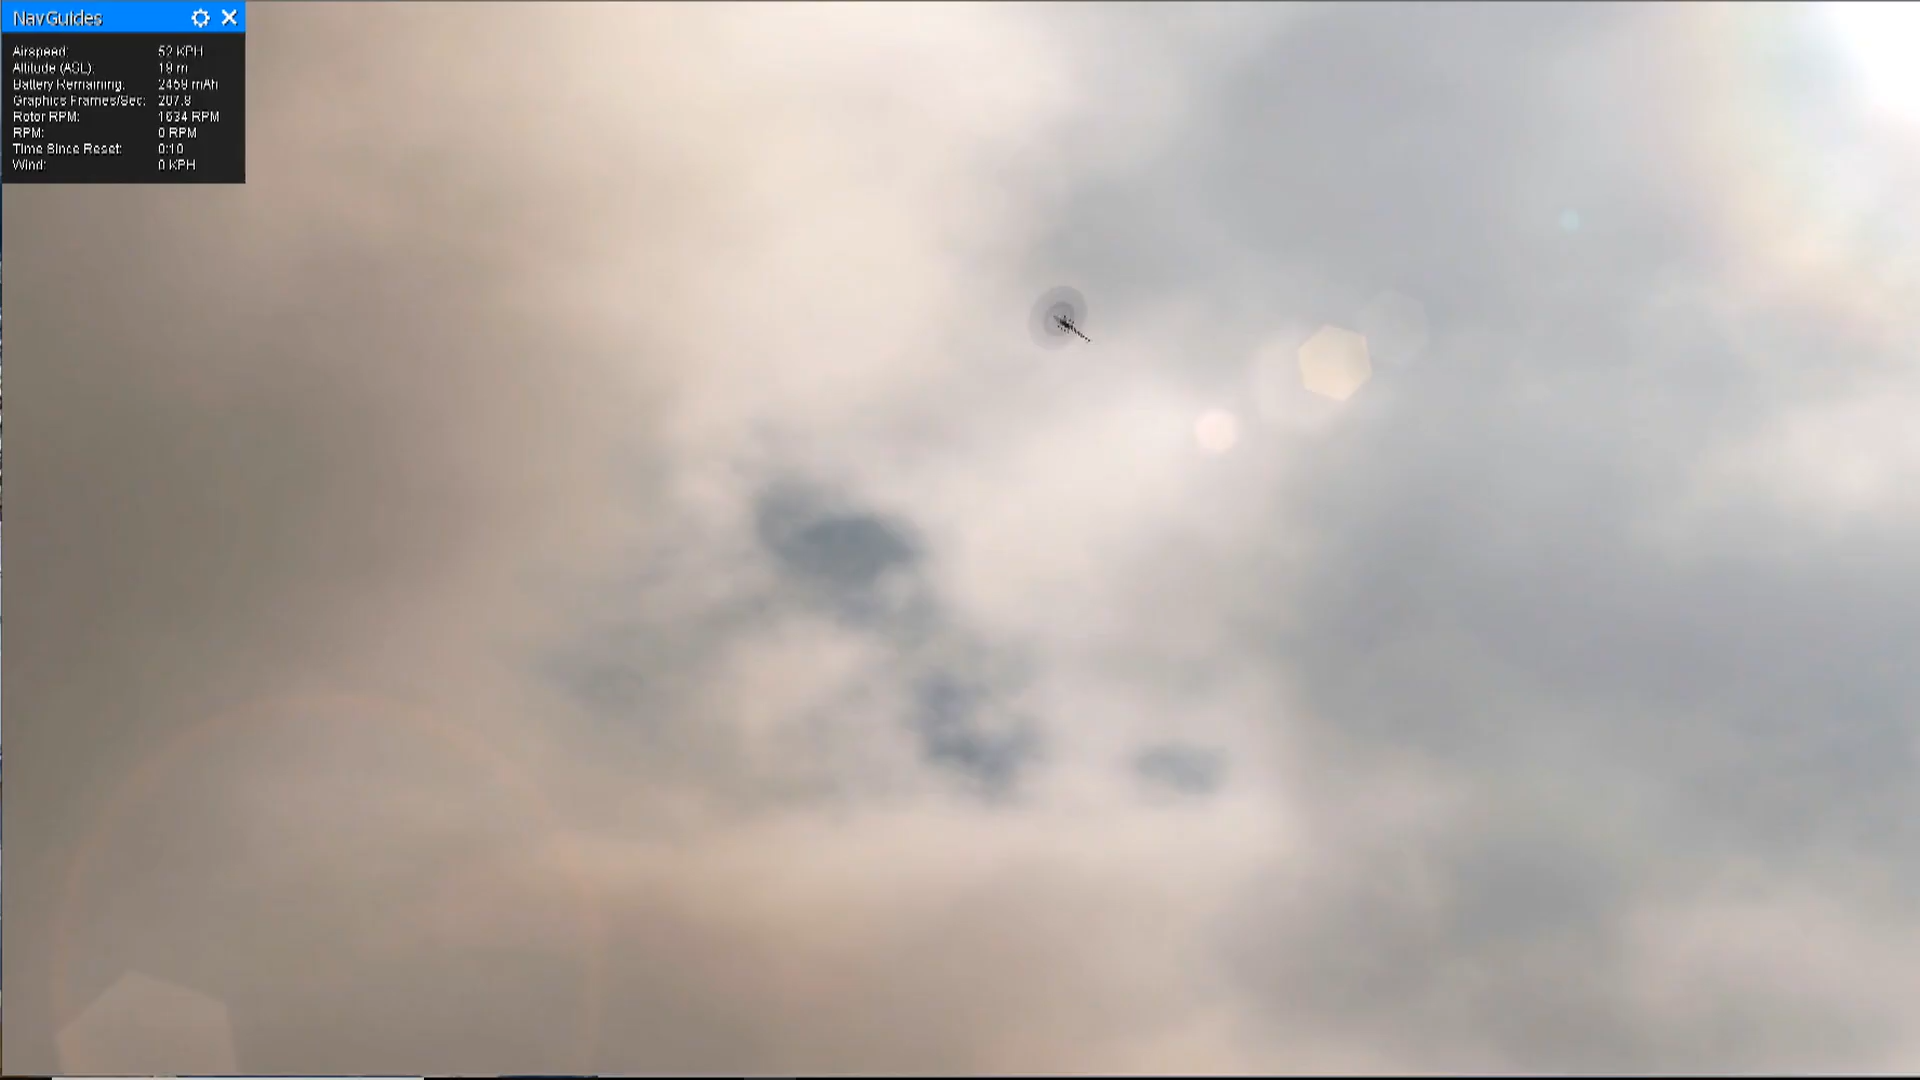 NavGuides
Airspeed: 52 KPH
Altitude (ASL): 19 m
Battery Remaining: 2459 mAh
Graphics Frames/Sec: 207.8
Rotor RPM: 1634 RPM
RPM: 0 RPM
Time Since Reset: 0:10
Wind: 0 KPH